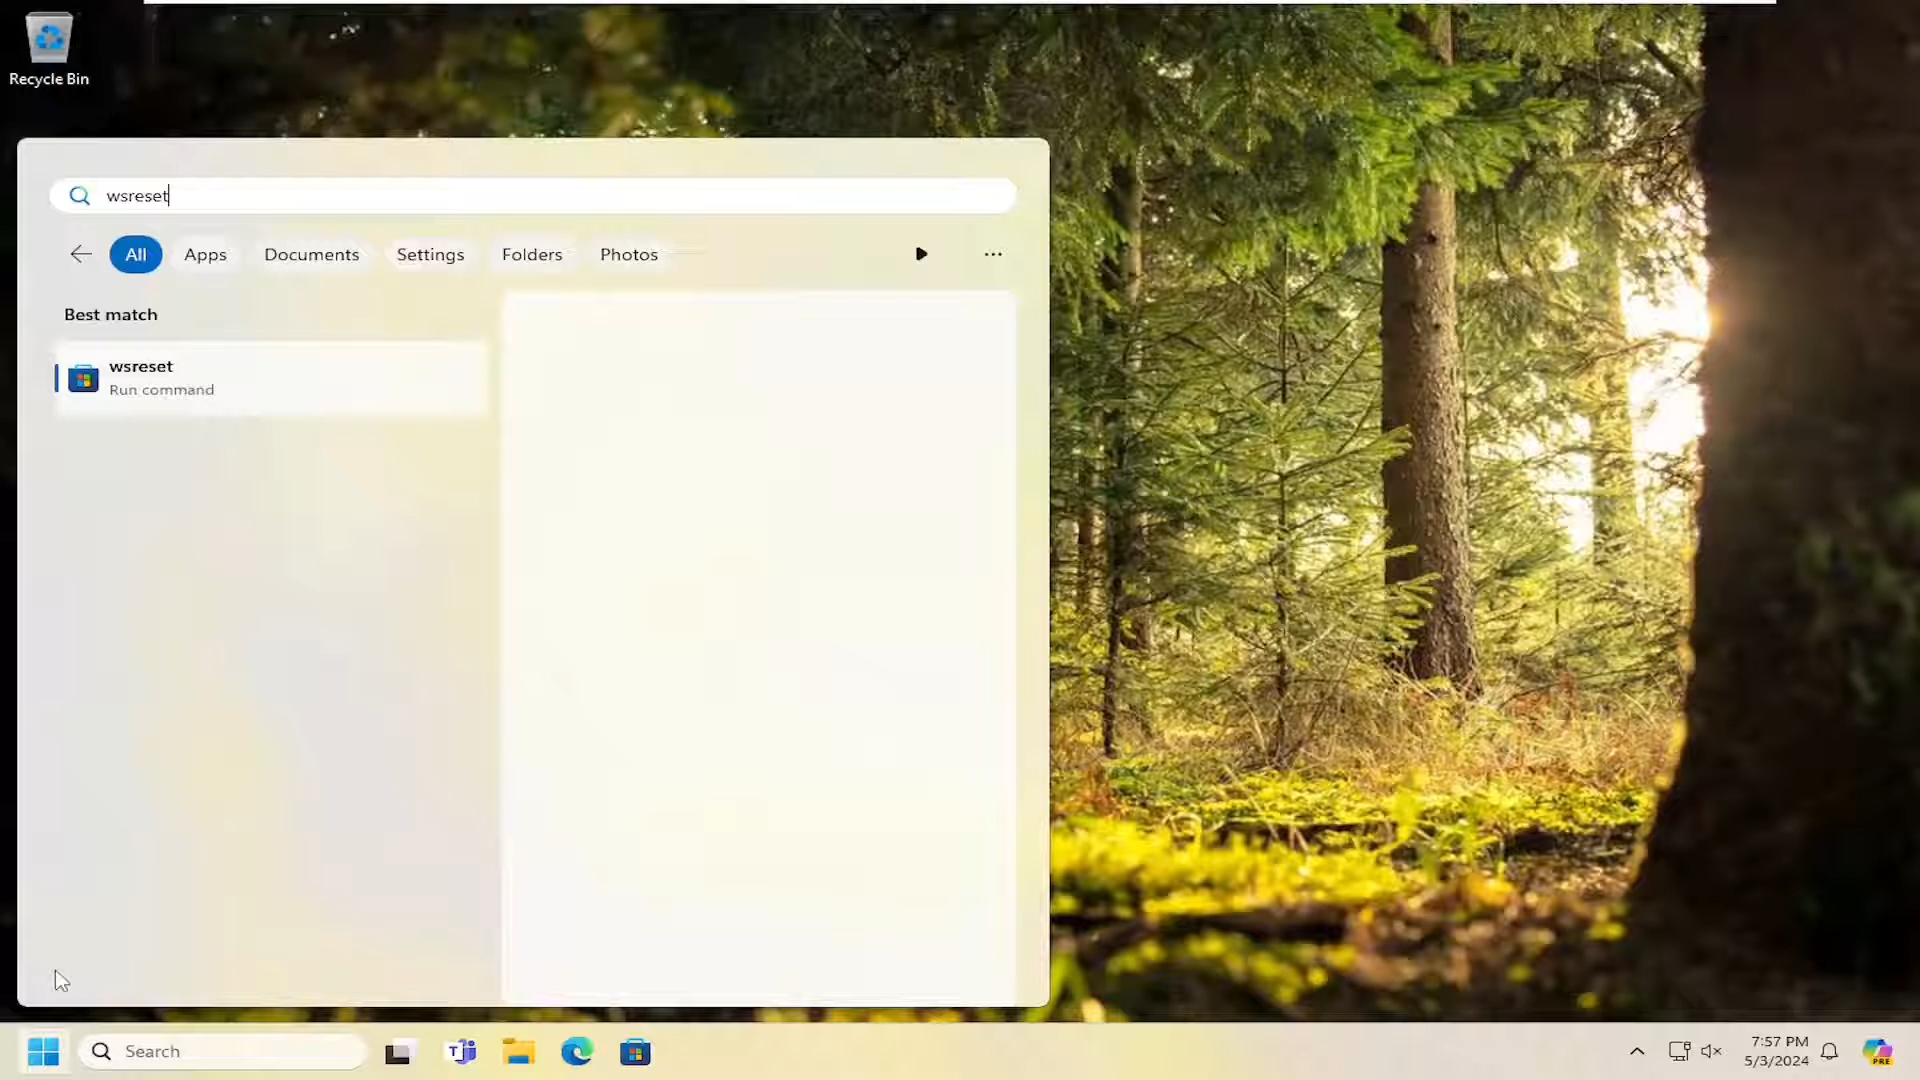 Recycle Bin
wsreset
All Apps Documents Settings Folders Photos
Best match
wsreset
Run command
Search
T
7:57 PM
5/3/2024
PRE